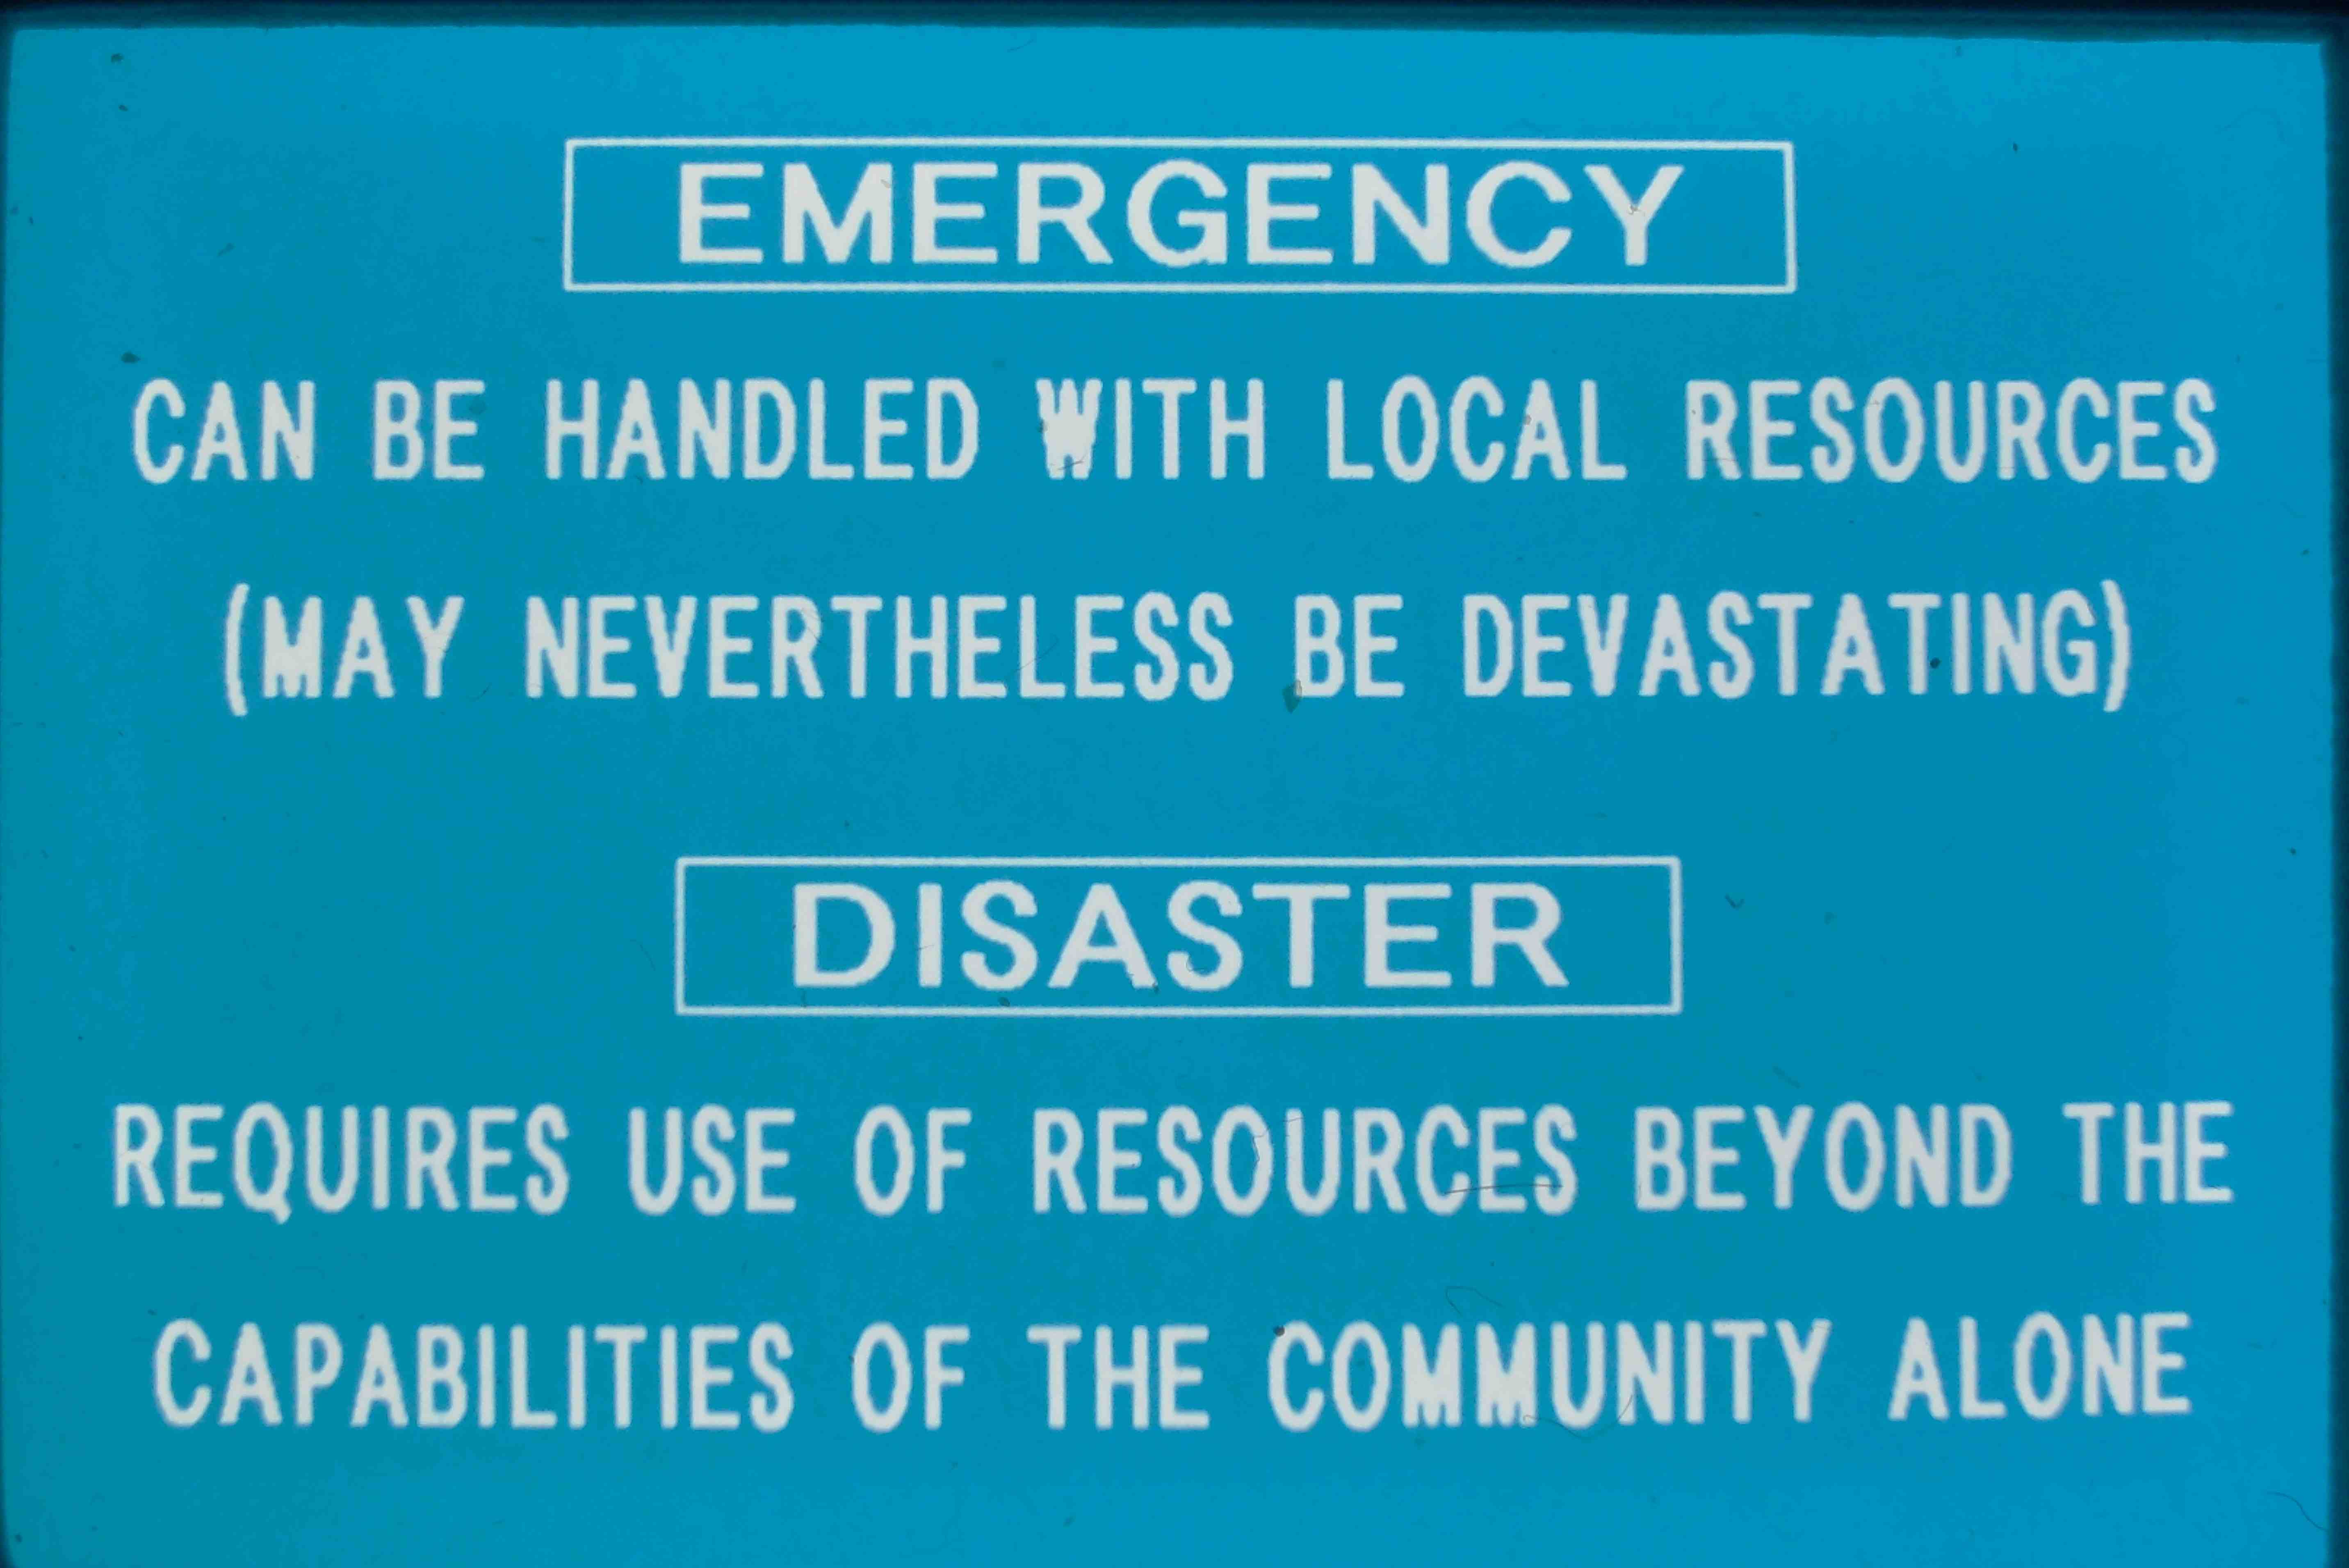 EMERGENCY
CAN BE HANDLED WITH LOCAL RESOURCES
(MAY NEVERTHELESS BE DEVASTATING)
DISASTER
REQUIRES USE OF RESOURCES BEYOND THE
CAPABILITIES OF THE COMMUNITY ALONE